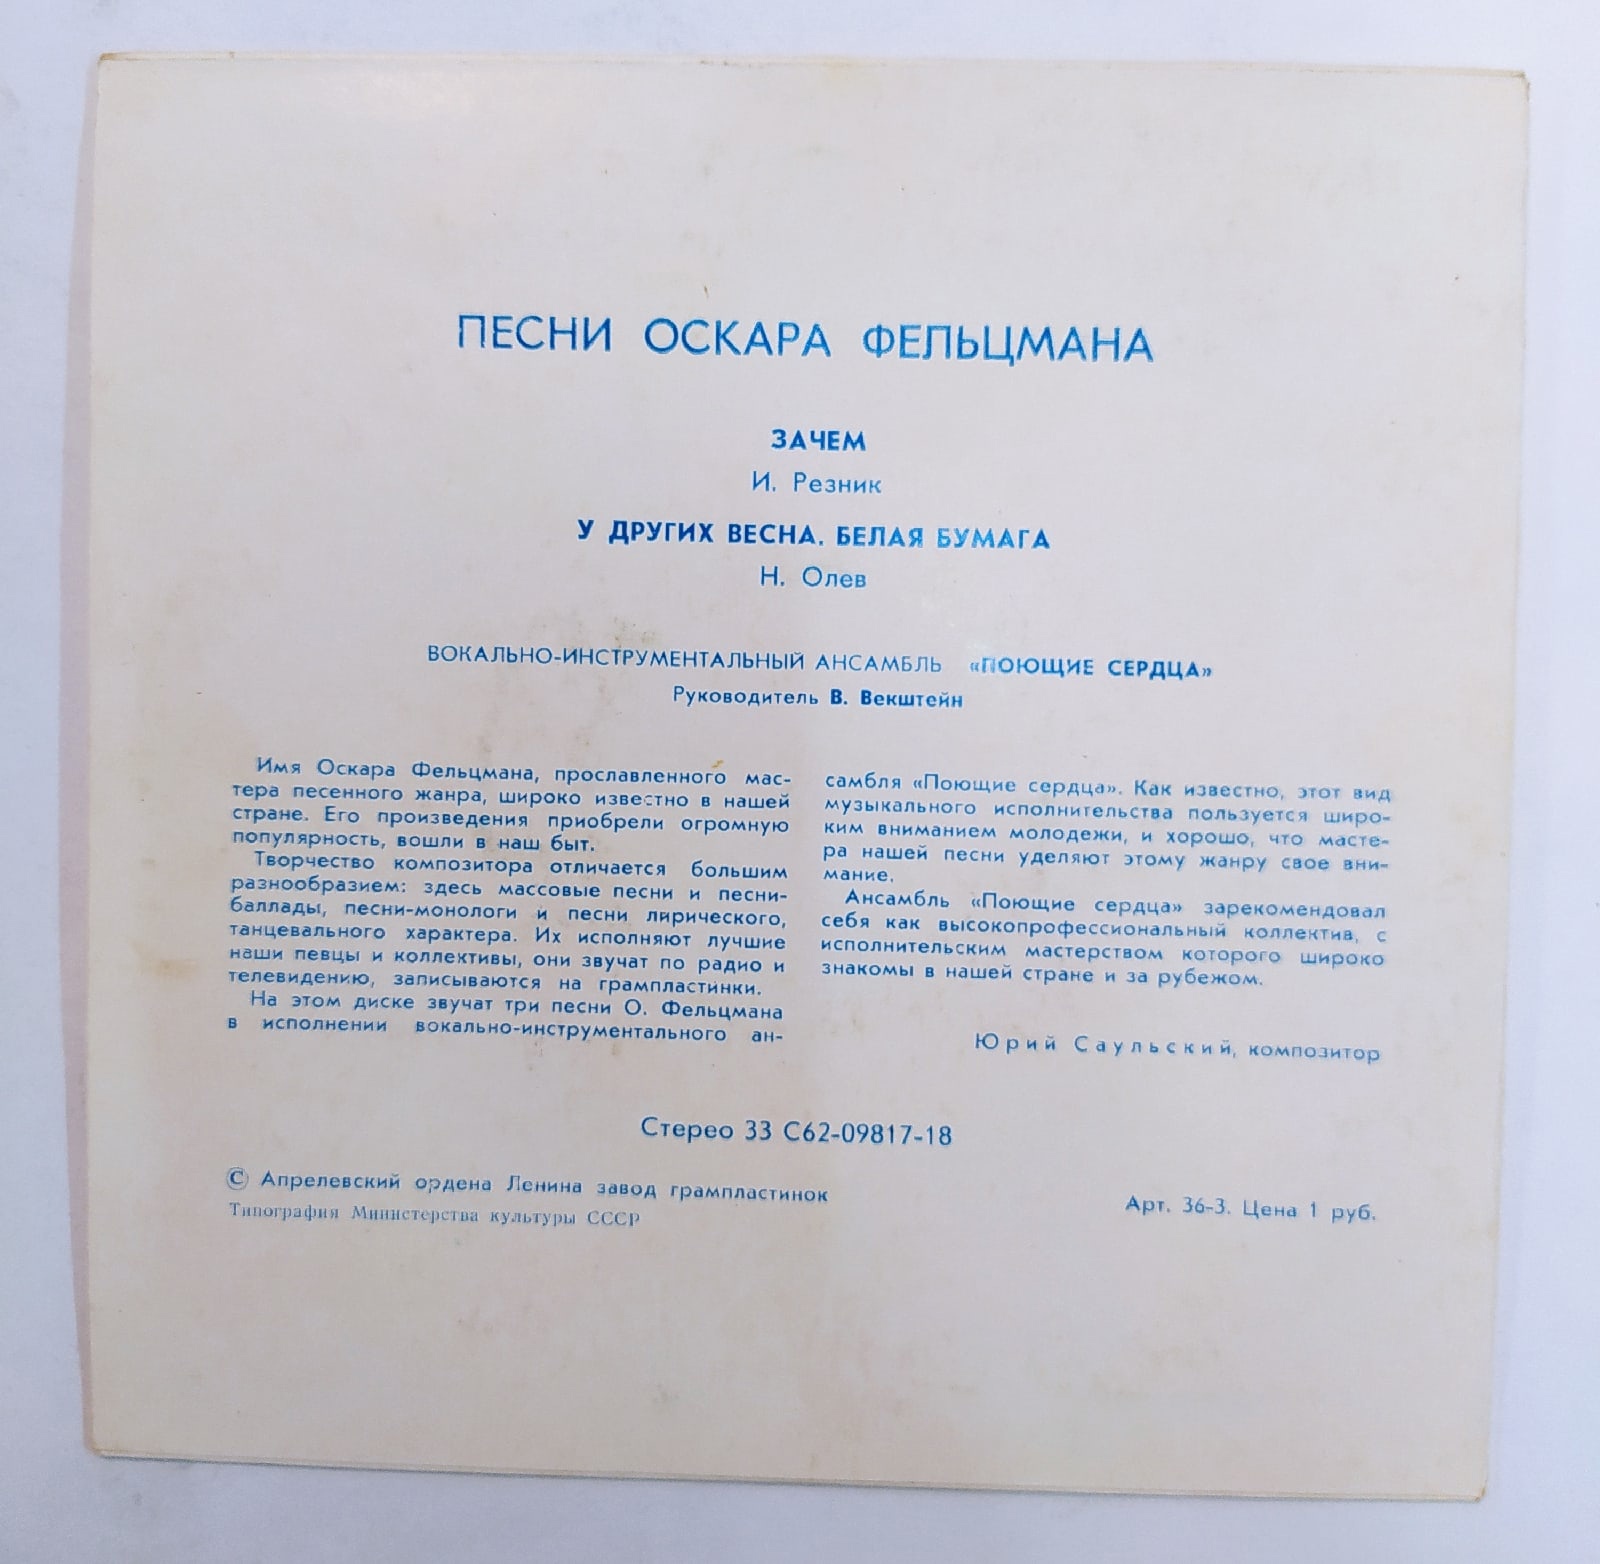 ПЕСНИ ОСКАРА ФЕЛЬЦМАНА
ЗАЧЕМ
И. Резник
У ДРУГИХ ВЕСНА. БЕЛАЯ БУМАГА
Н. Олев
ВОКАЛЬНО-ИНСТРУМЕНТАЛЬНЫЙ АНСАМБЛЬ «ПОЮЩИЕ СЕРДЦА»
Руководитель В. Векштейн
Имя Оскара Фельцмана, прославленного мас-
тера песенного жанра, широко известно в нашей
стране. Его произведения приобрели огромную
популярность, вошли в наш быт.
Творчество композитора отличается большим
разнообразием: здесь массовые песни и песни-
баллады, песни-монологи и песни лирического,
танцевального характера. Их исполняют лучшие
наши певцы и коллективы, они звучат по радио и
телевидению, записываются на грампластинки.
На этом диске звучат три песни О. Фельцмана
в исполнении вокально-инструментального ан-
самбля «Поющие сердца». Как известно, этот вид
музыкального исполнительства пользуется широ-
ким вниманием молодежи, и хорошо, что масте-
ра нашей песни уделяют этому жанру свое вни-
мание.
Ансамбль «Поющие сердца» зарекомендовал
себя как высокопрофессиональный коллектив, с
исполнительским мастерством которого широко
знакомы в нашей стране и за рубежом.
Юрий Саульский, композитор
Стерео 33 С62-09817-18
© Апрелевский ордена Ленина завод грампластинок
Типография Министерства культуры СССР
Арт. 36-3. Цена 1 руб.